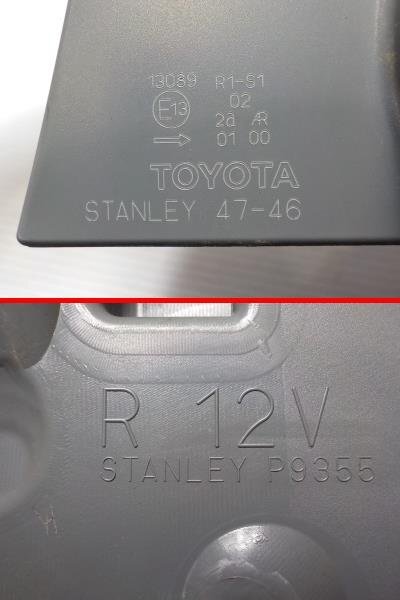 13089 R1-S1
E13 02
2a AR
→ 01 00
TOYOTA
STANLEY 47-46
R 12V
STANLEY P9355